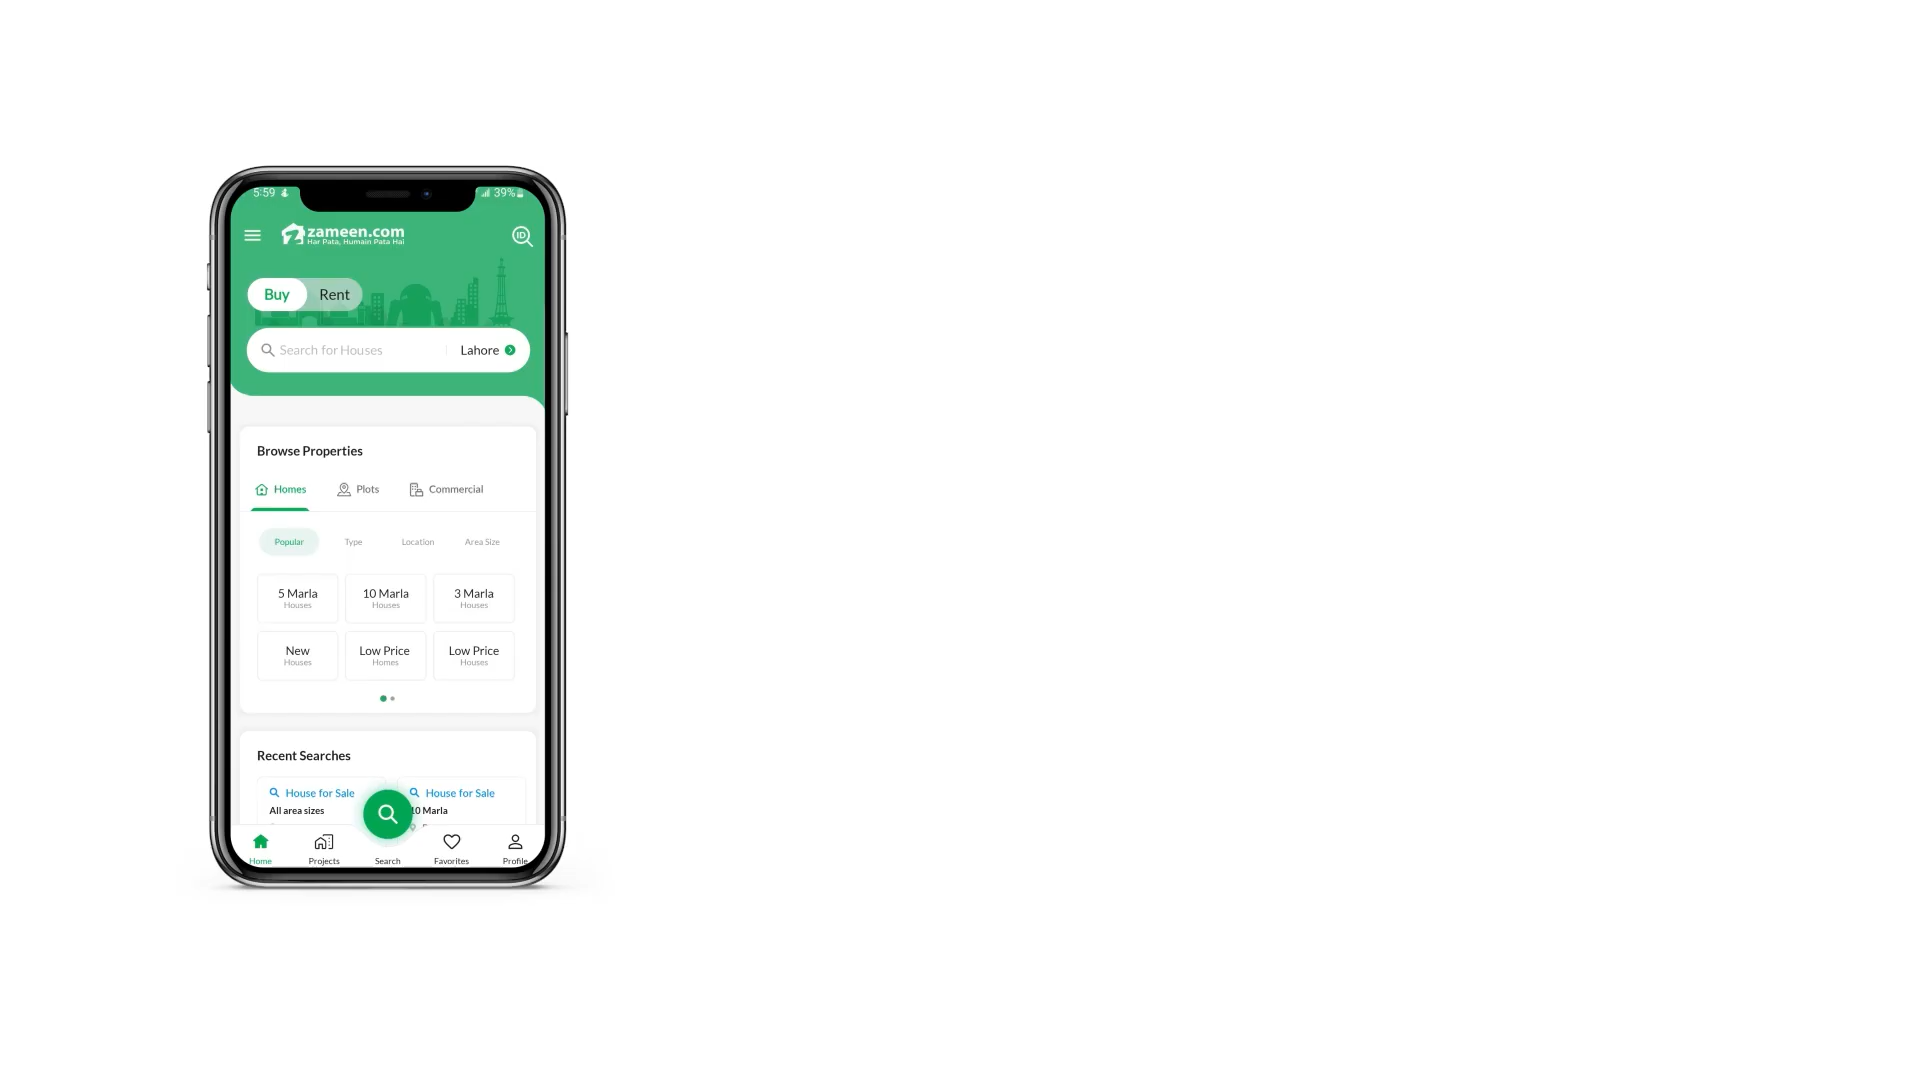 5:59
39%
zameen.com
Har Pata, Humain Pata Hai
ID
Buy Rent
Search for Houses Lahore
Browse Properties
Homes Plots Commercial
Popular Type Location Area Size
5 Marla 10 Marla 3 Marla
Houses Houses Houses
New Low Price Low Price
Houses Homes Houses
Recent Searches
House for Sale House for Sale
All area sizes 10 Marla
Home Projects Search Favorites Profile